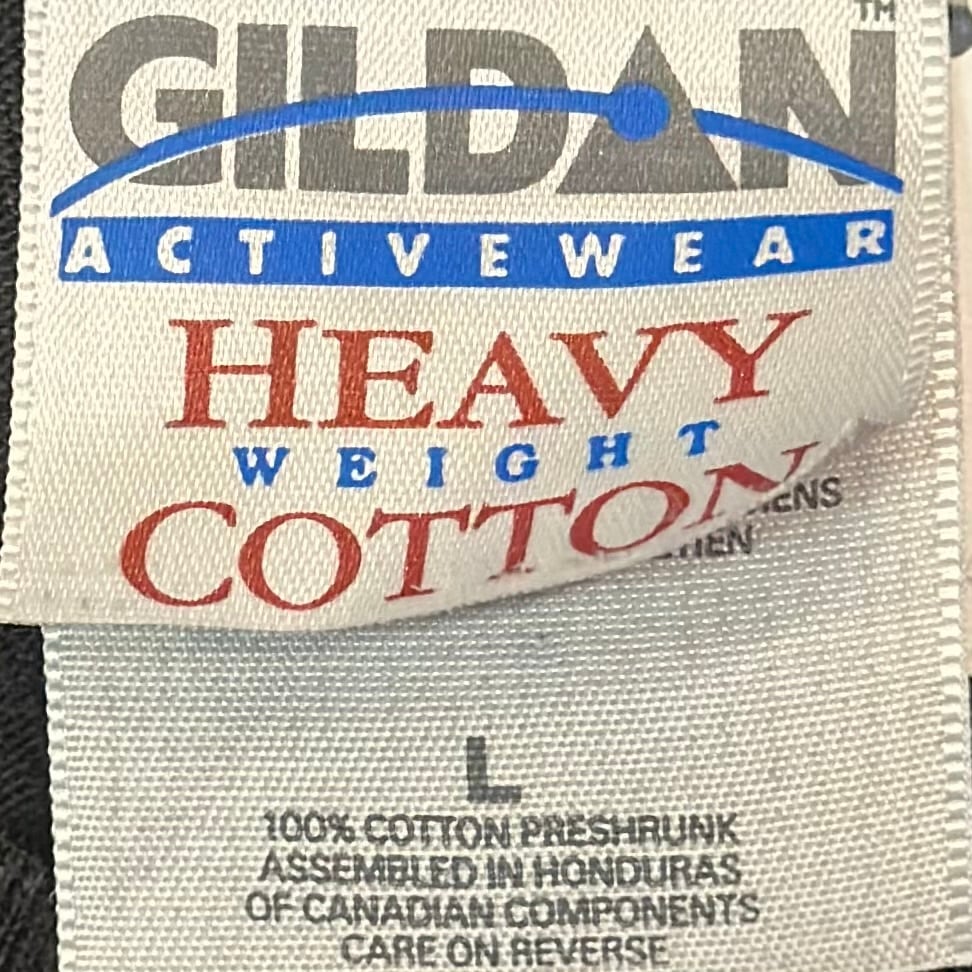 TM
GILDAN
ACTIVEWEAR
HEAVY
WEIGHT
COTTON
L
100% COTTON PRESHRUNK
ASSEMBLED IN HONDURAS
OF CANADIAN COMPONENTS
CARE ON REVERSE